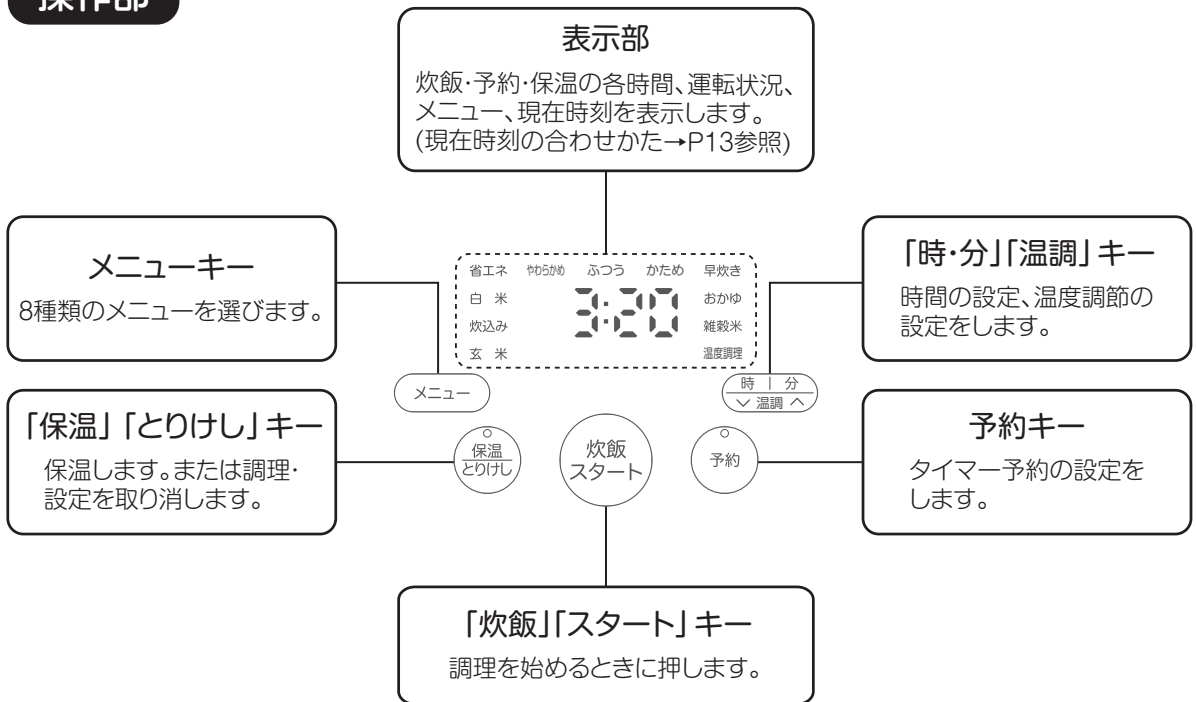 操作部
表示部
炊飯・予約・保温の各時間、運転状況、
メニュー、現在時刻を表示します。
(現在時刻の合わせかた→P13参照)
メニューキー
8種類のメニューを選びます。
「時・分」「温調」キー
時間の設定、温度調節の
設定をします。
省エネ やわらかめ ふつう かため 早炊き
白 米 3:20 おかゆ
炊込み 雑穀米
玄 米 温度調理
メニュー
時 | 分
∨ 温調 ∧
「保温」「とりけし」キー
保温します。または調理・
設定を取り消します。
保温
とりけし
炊飯
スタート
予約
予約キー
タイマー予約の設定を
します。
「炊飯」「スタート」キー
調理を始めるときに押します。